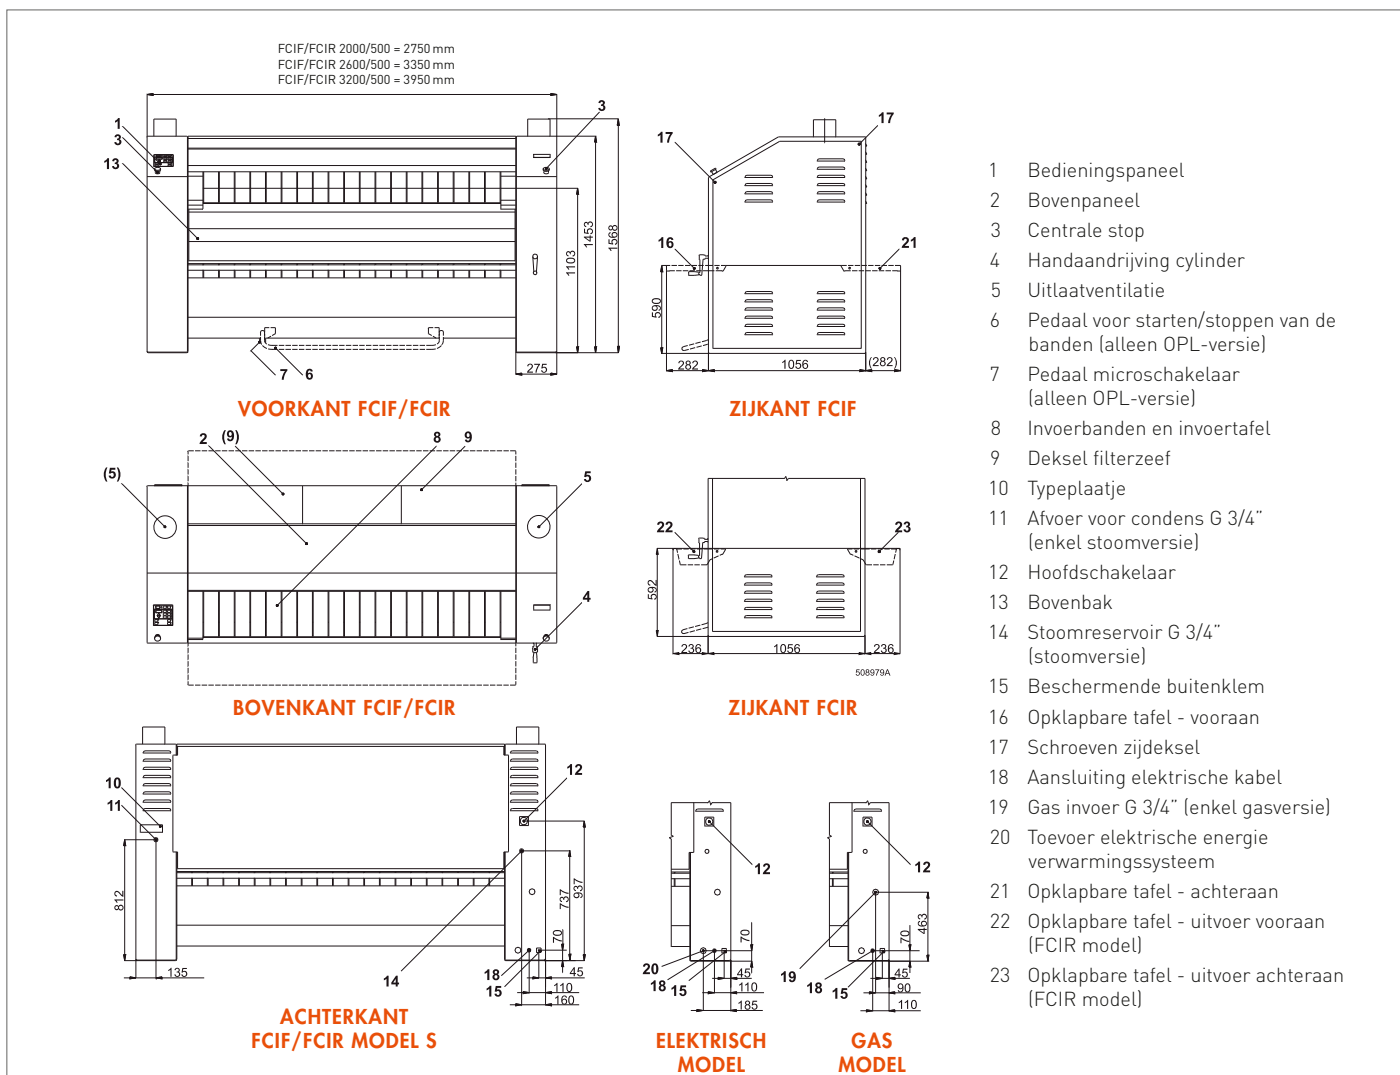 FCIF/FCIR 2000/500 = 2750 mm
FCIF/FCIR 2600/500 = 3350 mm
FCIF/FCIR 3200/500 = 3950 mm
1
3
13
3
1103
1453
1568
275
7
6
VOORKANT FCIF/FCIR
17
17
16
21
590
282
1056
(282)
ZIJKANT FCIF
2
(9)
8
9
(5)
5
4
BOVENKANT FCIF/FCIR
22
23
592
236
1056
236
508979A
ZIJKANT FCIR
10
11
12
812
737
937
70
135
14
18
15
45
110
160
ACHTERKANT
FCIF/FCIR MODEL S
12
70
20
18
15
45
110
185
ELEKTRISCH
MODEL
12
463
70
19
18
15
45
90
110
GAS
MODEL
1 Bedieningspaneel
2 Bovenpaneel
3 Centrale stop
4 Handaandrijving cylinder
5 Uitlaatventilatie
6 Pedaal voor starten/stoppen van de
banden (alleen OPL-versie)
7 Pedaal microschakelaar
(alleen OPL-versie)
8 Invoerbanden en invoertafel
9 Deksel filterzeef
10 Typeplaatje
11 Afvoer voor condens G 3/4”
(enkel stoomversie)
12 Hoofdschakelaar
13 Bovenbak
14 Stoomreservoir G 3/4”
(stoomversie)
15 Beschermende buitenklem
16 Opklapbare tafel - vooraan
17 Schroeven zijdeksel
18 Aansluiting elektrische kabel
19 Gas invoer G 3/4” (enkel gasversie)
20 Toevoer elektrische energie
verwarmingssysteem
21 Opklapbare tafel - achteraan
22 Opklapbare tafel - uitvoer vooraan
(FCIR model)
23 Opklapbare tafel - uitvoer achteraan
(FCIR model)